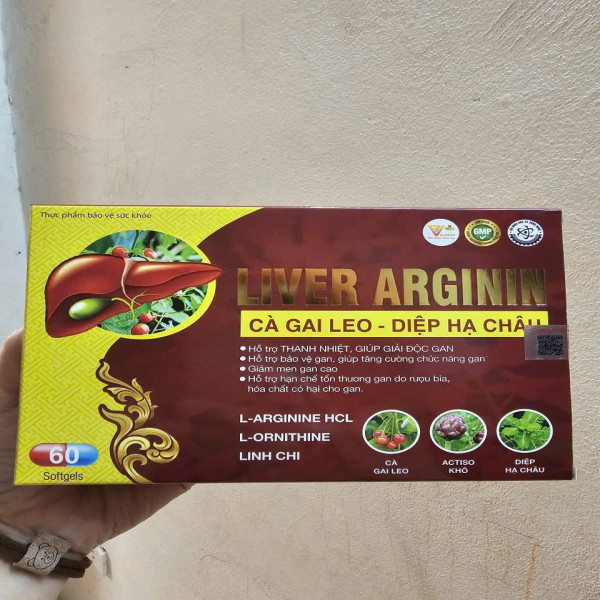 Thực phẩm bảo vệ sức khỏe
GMP
LIVER ARGININ
CÀ GAI LEO - DIỆP HẠ CHÂU
Hỗ trợ THANH NHIỆT, GIÚP GIẢI ĐỘC GAN
Hỗ trợ bảo vệ gan, giúp tăng cường chức năng gan
Giảm men gan cao
Hỗ trợ hạn chế tổn thương gan do rượu bia,
hóa chất có hại cho gan.
L-ARGININE HCL
L-ORNITHINE
LINH CHI
CÀ
GAI LEO
ACTISO
KHÔ
DIỆP
HẠ CHÂU
60
Softgels